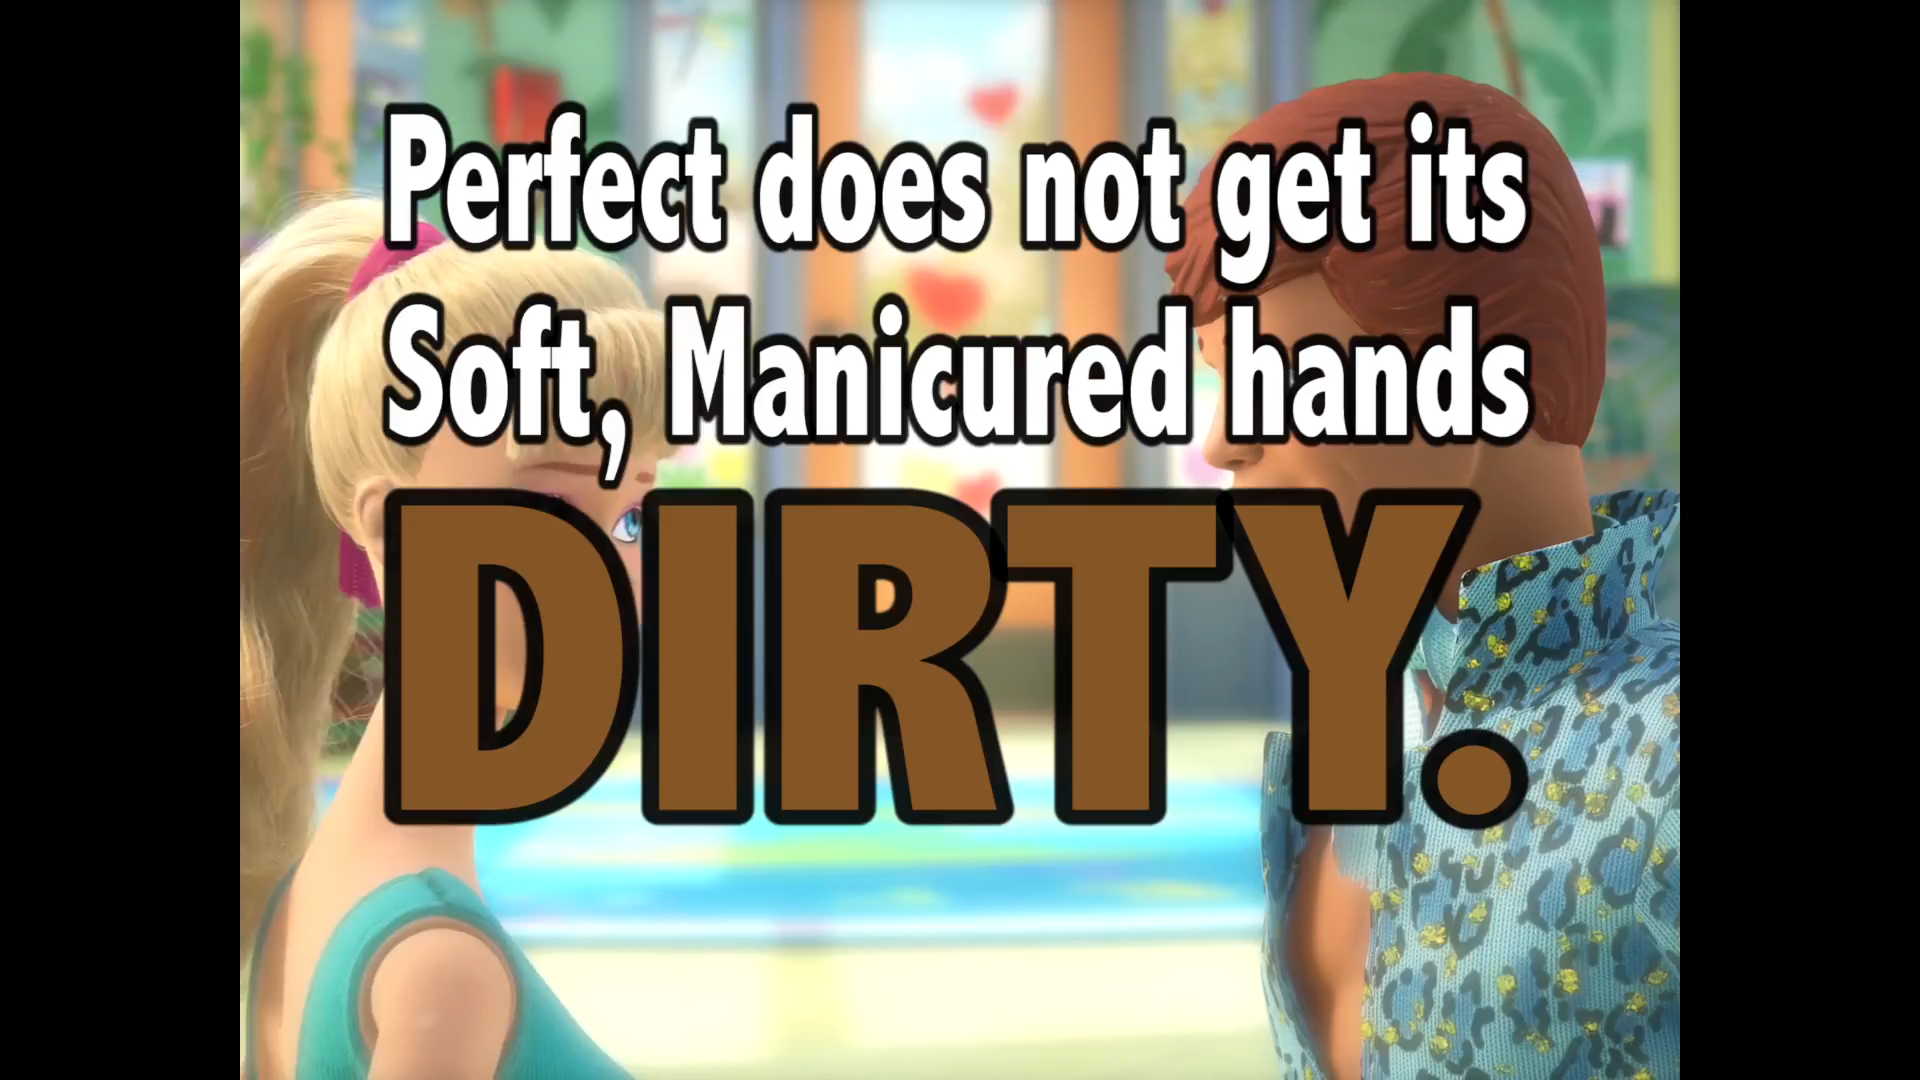 Perfect does not get its
Soft, Manicured hands
DIRTY.